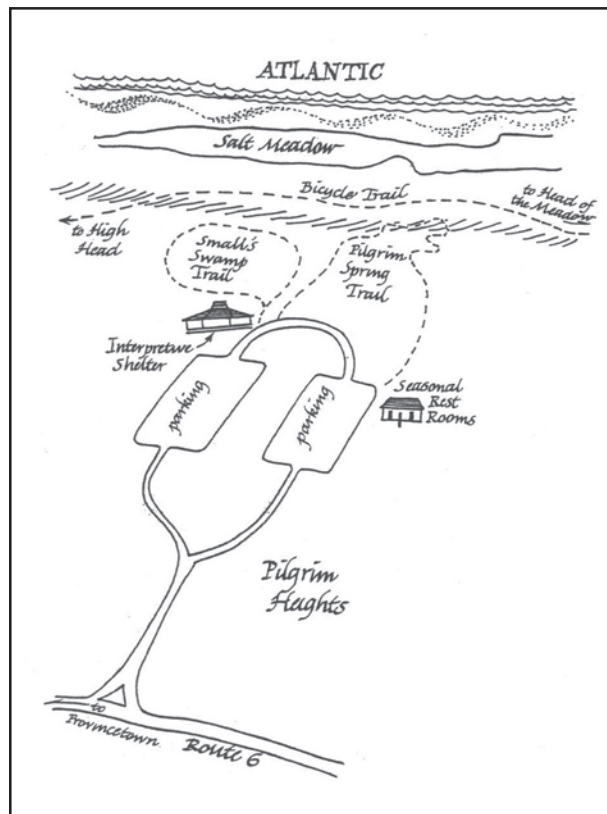 ATLANTIC
Salt Meadow
Bicycle Trail
to Head of
the Meadow
to High
Head
Small's
Swamp
Trail
Pilgrim
Spring
Trail
Interpretive
Shelter
parking
parking
Seasonal
Rest
Rooms
Pilgrim
Heights
to
Provincetown
Route 6